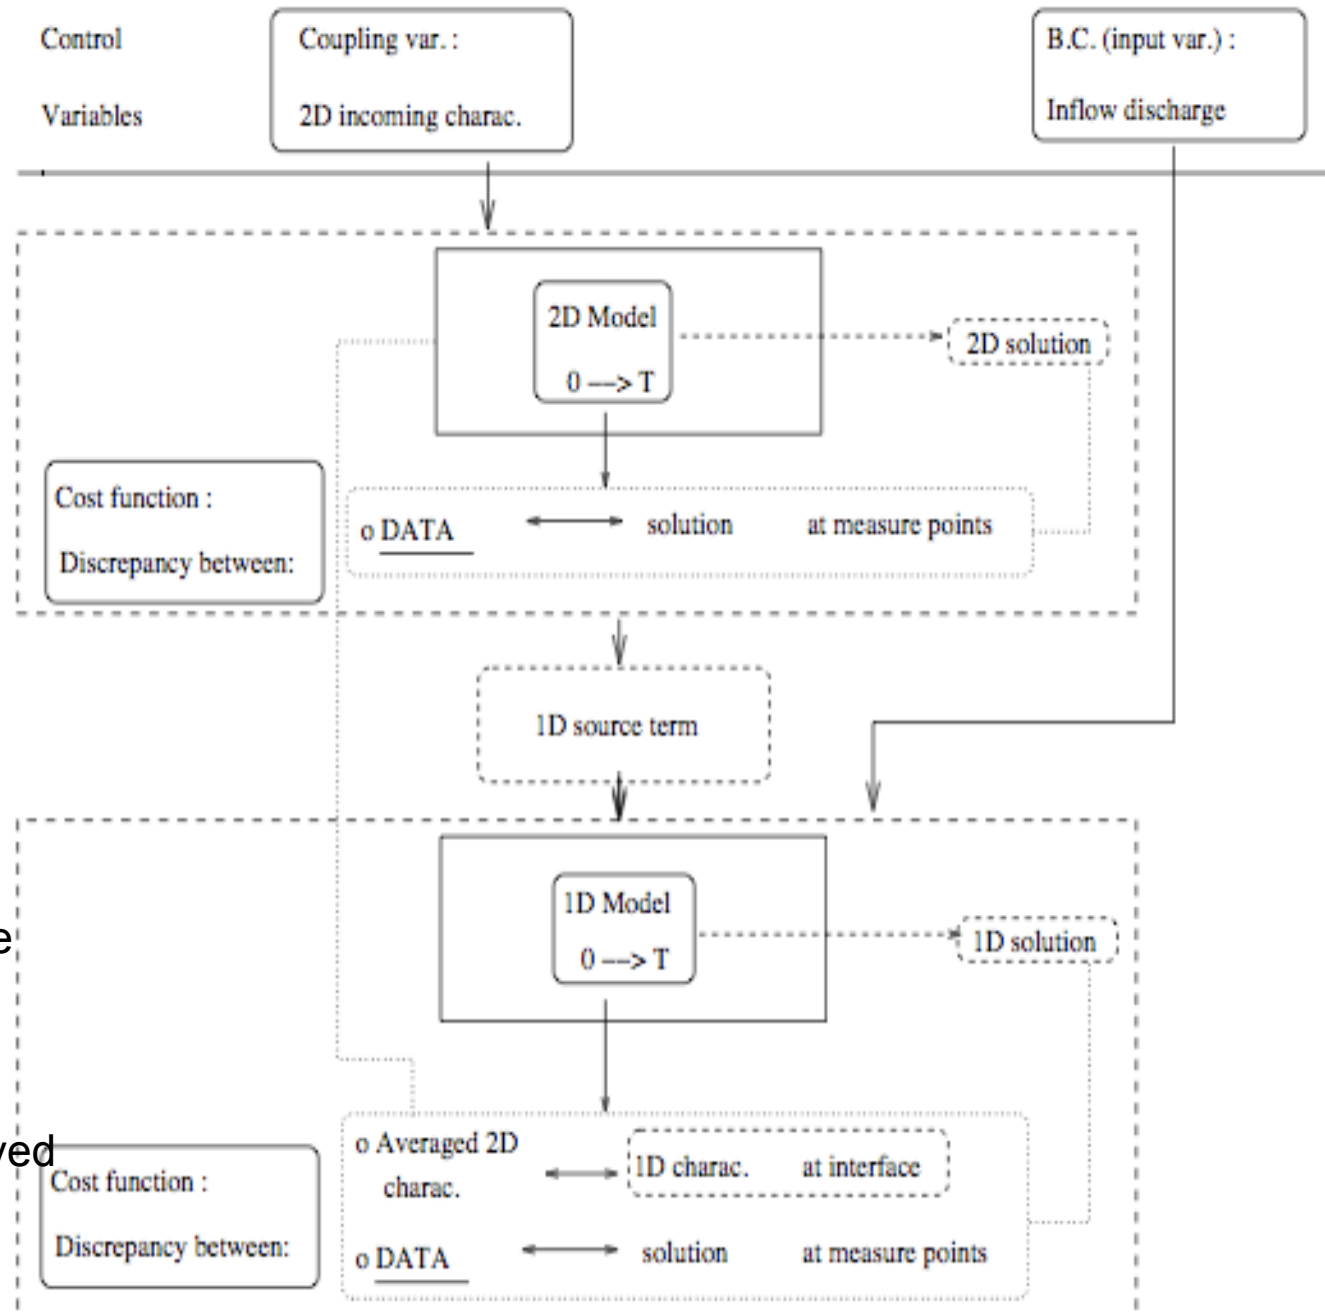 Control
Variables
Coupling var. :
2D incoming charac.
B.C. (input var.) :
Inflow discharge
2D Model
0 —> T
2D solution
Cost function :
Discrepancy between:
o DATA solution at measure points
1D source term
1D Model
0 —> T
1D solution
Cost function :
Discrepancy between:
o Averaged 2D
charac.
1D charac. at interface
o DATA solution at measure points